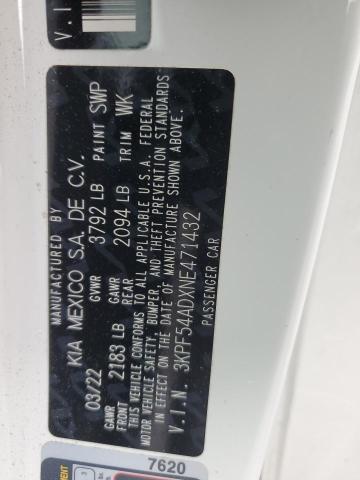 V.I
MANUFACTURED BY
KIA MEXICO S.A. DE C.V.
03/22 GVWR 3792 LB PAINT SWP
GAWR FRONT 2183 LB GAWR REAR 2094 LB TRIM WK
THIS VEHICLE CONFORMS TO ALL APPLICABLE U.S.A. FEDERAL
MOTOR VEHICLE SAFETY, BUMPER, AND THEFT PREVENTION STANDARDS
IN EFFECT ON THE DATE OF MANUFACTURE SHOWN ABOVE.
V.I.N. 3KPF54ADXNE471432
PASSENGER CAR
7620